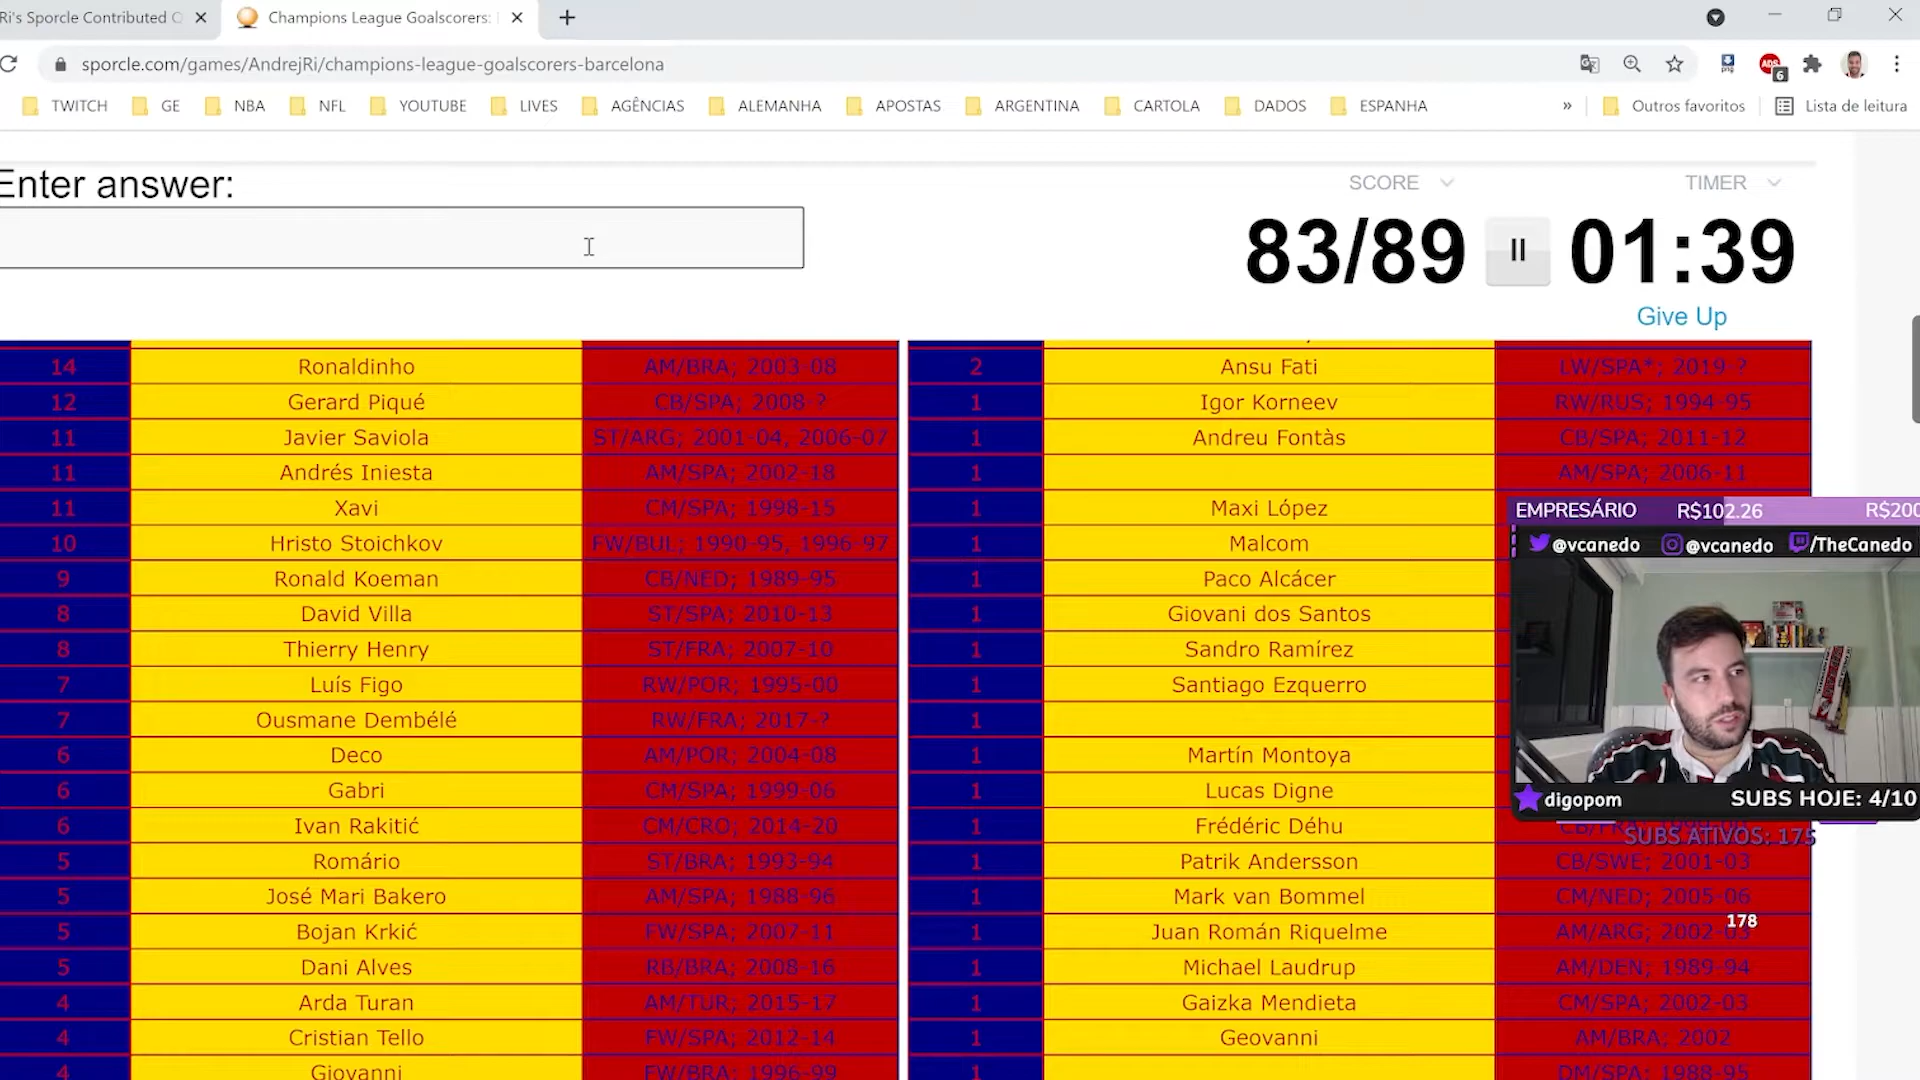 Ri's Sporcle Contributed
Champions League Goalscorers:
sporcle.com/games/AndrejRi/champions-league-goalscorers-barcelona
ADS
6
TWITCH
GE
NBA
NFL
YOUTUBE
LIVES
AGÊNCIAS
ALEMANHA
APOSTAS
ARGENTINA
CARTOLA
DADOS
ESPANHA
»
Outros favoritos
Lista de leitura
Enter answer:
SCORE
TIMER
83/89
01:39
Give Up
14 Ronaldinho AM/BRA; 2003-08
12 Gerard Piqué CB/SPA; 2008-?
11 Javier Saviola ST/ARG; 2001-04, 2006-07
11 Andrés Iniesta AM/SPA; 2002-18
11 Xavi CM/SPA; 1998-15
10 Hristo Stoichkov FW/BUL; 1990-95, 1996-97
9 Ronald Koeman CB/NED; 1989-95
8 David Villa ST/SPA; 2010-13
8 Thierry Henry ST/FRA; 2007-10
7 Luís Figo RW/POR; 1995-00
7 Ousmane Dembélé RW/FRA; 2017-?
6 Deco AM/POR; 2004-08
6 Gabri CM/SPA; 1999-06
6 Ivan Rakitić CM/CRO; 2014-20
5 Romário ST/BRA; 1993-94
5 José Mari Bakero AM/SPA; 1988-96
5 Bojan Krkić FW/SPA; 2007-11
5 Dani Alves RB/BRA; 2008-16
4 Arda Turan AM/TUR; 2015-17
4 Cristian Tello FW/SPA; 2012-14
4 Giovanni FW/BRA; 1996-99
2 Ansu Fati LW/SPA*; 2019-?
1 Igor Korneev RW/RUS; 1994-95
1 Andreu Fontàs CB/SPA; 2011-12
1 AM/SPA; 2006-11
1 Maxi López
1 Malcom
1 Paco Alcácer
1 Giovani dos Santos
1 Sandro Ramírez
1 Santiago Ezquerro
1
1 Martín Montoya
1 Lucas Digne
1 Frédéric Déhu
1 Patrik Andersson CB/SWE; 2001-03
1 Mark van Bommel CM/NED; 2005-06
1 Juan Román Riquelme AM/ARG; 2002-03
1 Michael Laudrup AM/DEN; 1989-94
1 Gaizka Mendieta CM/SPA; 2002-03
1 Geovanni AM/BRA; 2002
1 DM/SPA; 1988-95
EMPRESÁRIO R$102.26 R$200
@vcanedo @vcanedo /TheCanedo
digopom SUBS HOJE: 4/10
SUBS ATIVOS: 175
178